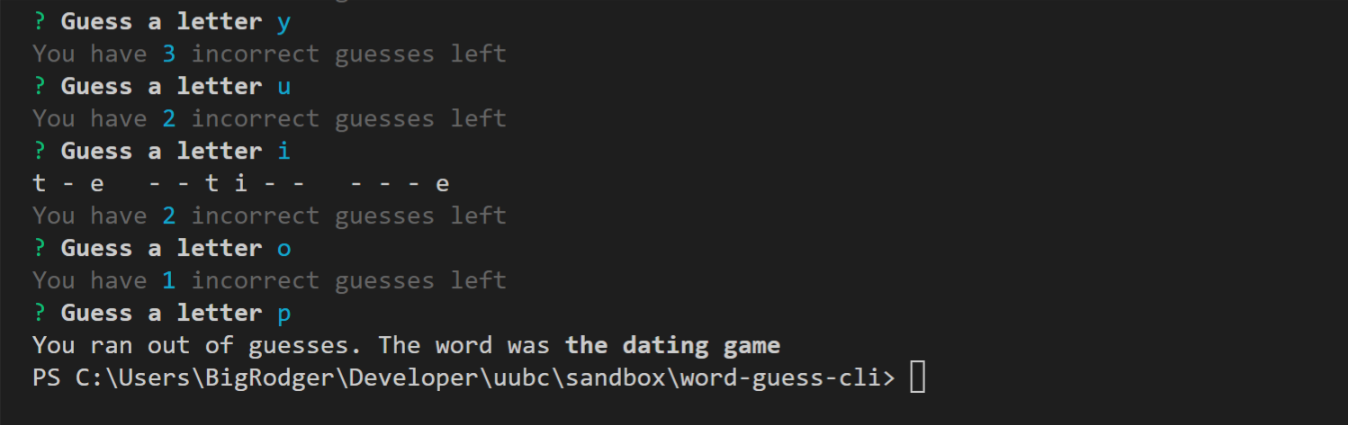 ? Guess a letter y
You have 3 incorrect guesses left
? Guess a letter u
You have 2 incorrect guesses left
? Guess a letter i
t - e   - - t i - -   - - - e
You have 2 incorrect guesses left
? Guess a letter o
You have 1 incorrect guesses left
? Guess a letter p
You ran out of guesses. The word was the dating game
PS C:\Users\BigRodger\Developer\uubc\sandbox\word-guess-cli>